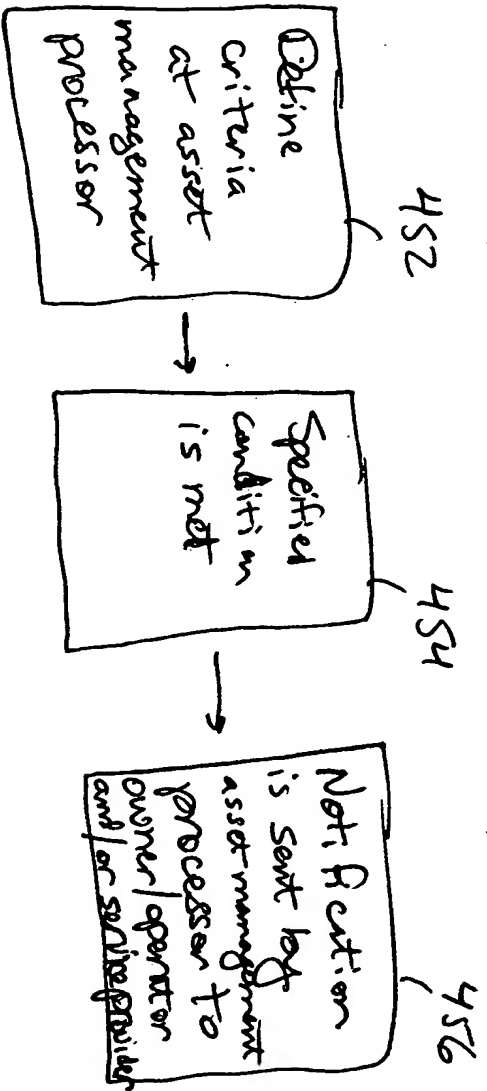 452
Define
criteria
at asset
management
processor
454
Specified
condition
is met
456
Notification
is sent by
asset management
processor to
owner/operator
and/or service provider